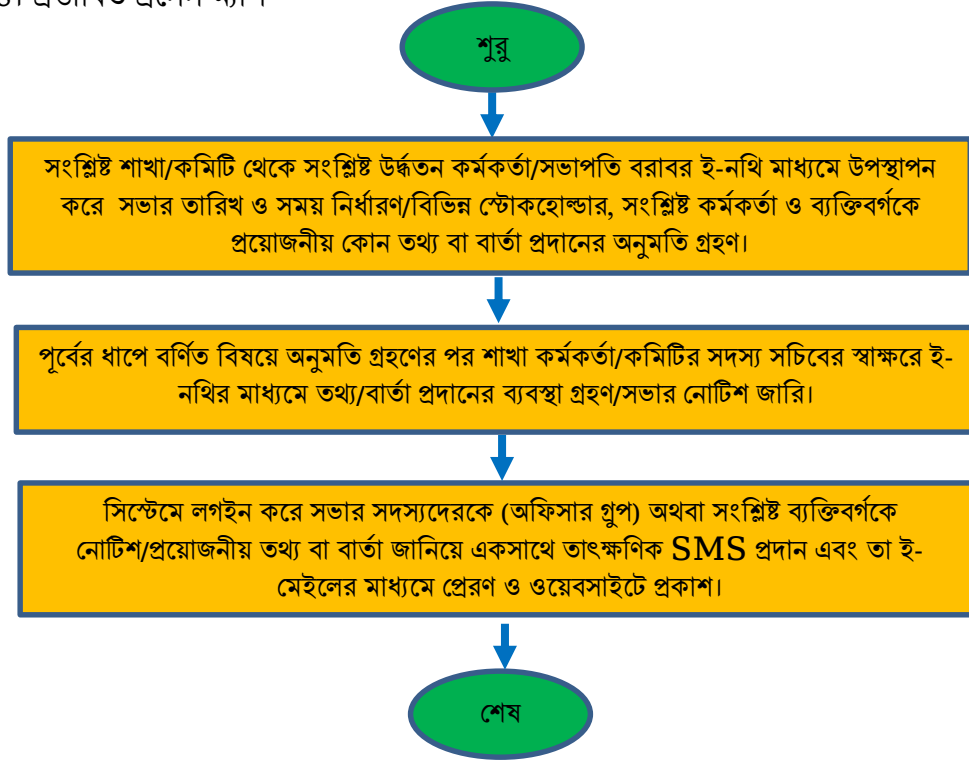 শুরু
সংশ্লিষ্ট শাখা/কমিটি থেকে সংশ্লিষ্ট উর্দ্ধতন কর্মকর্তা/সভাপতি বরাবর ই-নথি মাধ্যমে উপস্থাপন
করে সভার তারিখ ও সময় নির্ধারণ/বিভিন্ন স্টোকহোল্ডার, সংশ্লিষ্ট কর্মকর্তা ও ব্যক্তিবর্গকে
প্রয়োজনীয় কোন তথ্য বা বার্তা প্রদানের অনুমতি গ্রহণ।
পূর্বের ধাপে বর্ণিত বিষয়ে অনুমতি গ্রহণের পর শাখা কর্মকর্তা/কমিটির সদস্য সচিবের স্বাক্ষরে ই-
নথির মাধ্যমে তথ্য/বার্তা প্রদানের ব্যবস্থা গ্রহণ/সভার নোটিশ জারি।
সিস্টেমে লগইন করে সভার সদস্যদেরকে (অফিসার গ্রুপ) অথবা সংশ্লিষ্ট ব্যক্তিবর্গকে
নোটিশ/প্রয়োজনীয় তথ্য বা বার্তা জানিয়ে একসাথে তাৎক্ষণিক SMS প্রদান এবং তা ই-
মেইলের মাধ্যমে প্রেরণ ও ওয়েবসাইটে প্রকাশ।
শেষ